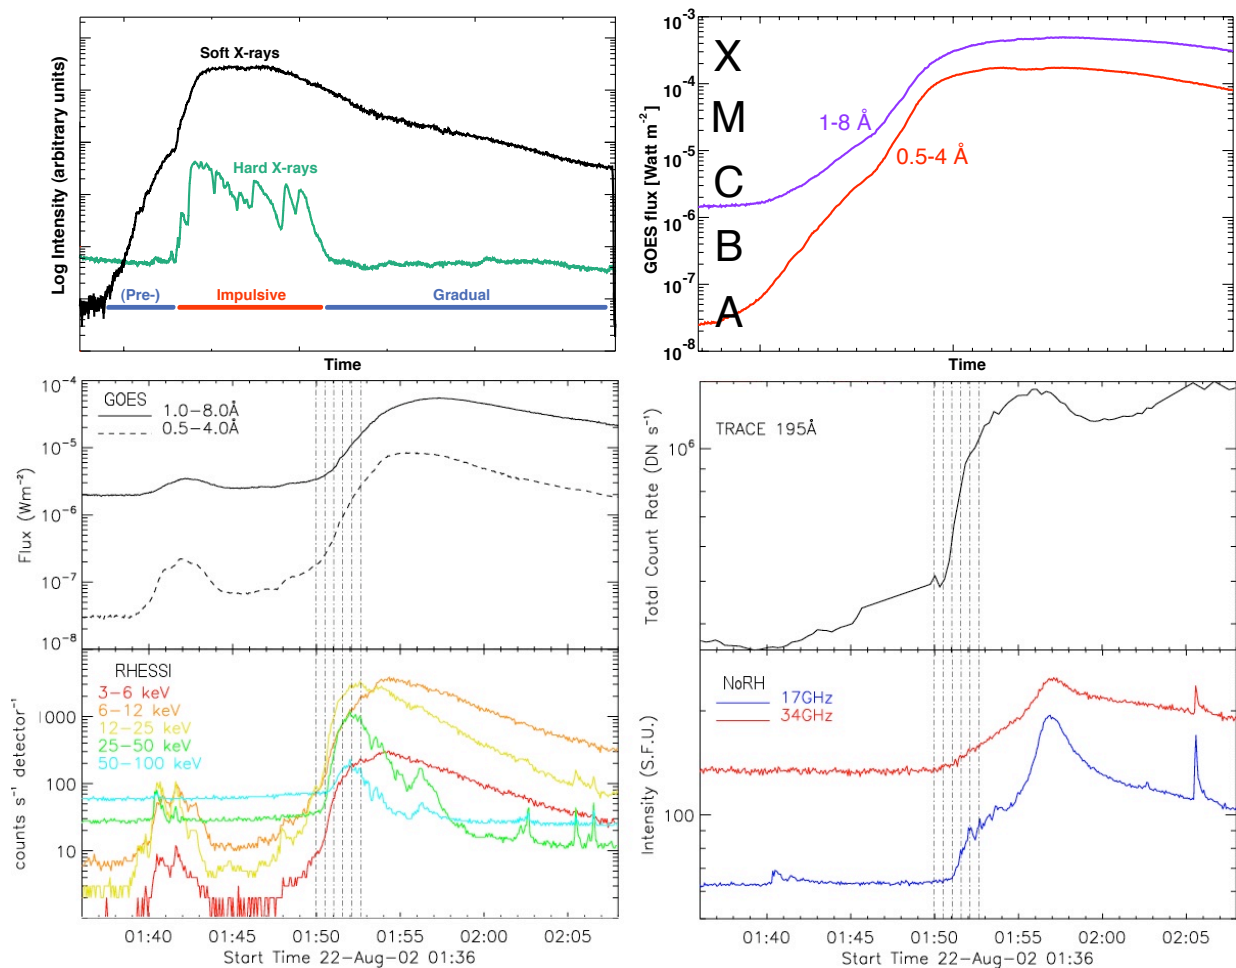 Soft X-rays
Hard X-rays
(Pre-)
Impulsive
Gradual
Log Intensity (arbitrary units)
Time
10⁻³
10⁻⁴
10⁻⁵
10⁻⁶
10⁻⁷
10⁻⁸
GOES flux [Watt m⁻²]
X
M
C
B
A
1-8 Å
0.5-4 Å
Time
10⁻⁴
10⁻⁵
10⁻⁶
10⁻⁷
10⁻⁸
Flux (Wm⁻²)
GOES
1.0−8.0Å
0.5−4.0Å
TRACE 195Å
10⁶
Total Count Rate (DN s⁻¹)
RHESSI
3−6 keV
6−12 keV
12−25 keV
25−50 keV
50−100 keV
1000
100
10
counts s⁻¹ detector⁻¹
01:40 01:45 01:50 01:55 02:00 02:05
Start Time 22-Aug-02 01:36
NoRH
17GHz
34GHz
100
Intensity (S.F.U.)
01:40 01:45 01:50 01:55 02:00 02:05
Start Time 22-Aug-02 01:36